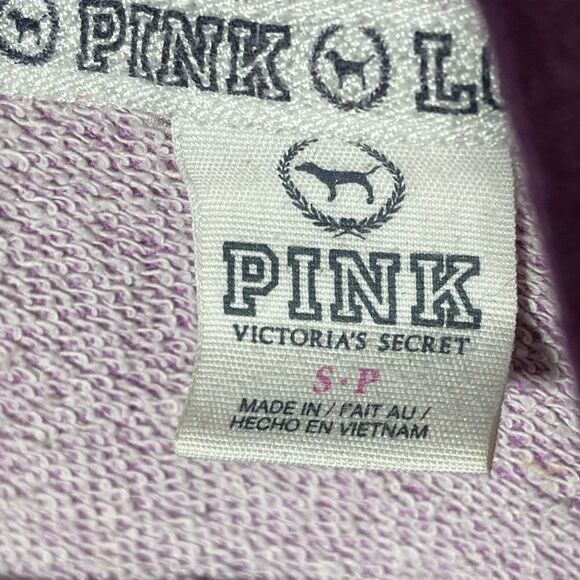 PINK
PINK
VICTORIA'S SECRET
S·P
MADE IN / FAIT AU /
HECHO EN VIETNAM